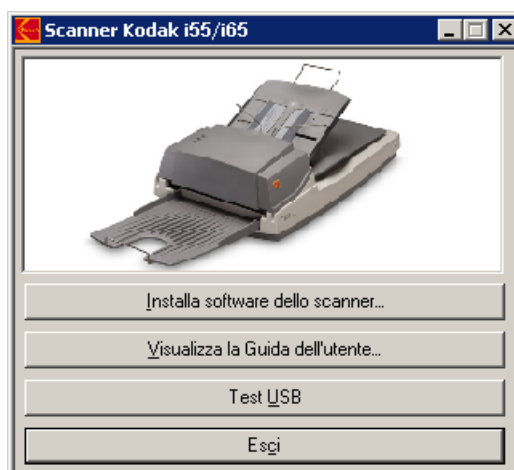 Scanner Kodak i55/i65
Installa software dello scanner...
Visualizza la Guida dell'utente...
Test USB
Esci